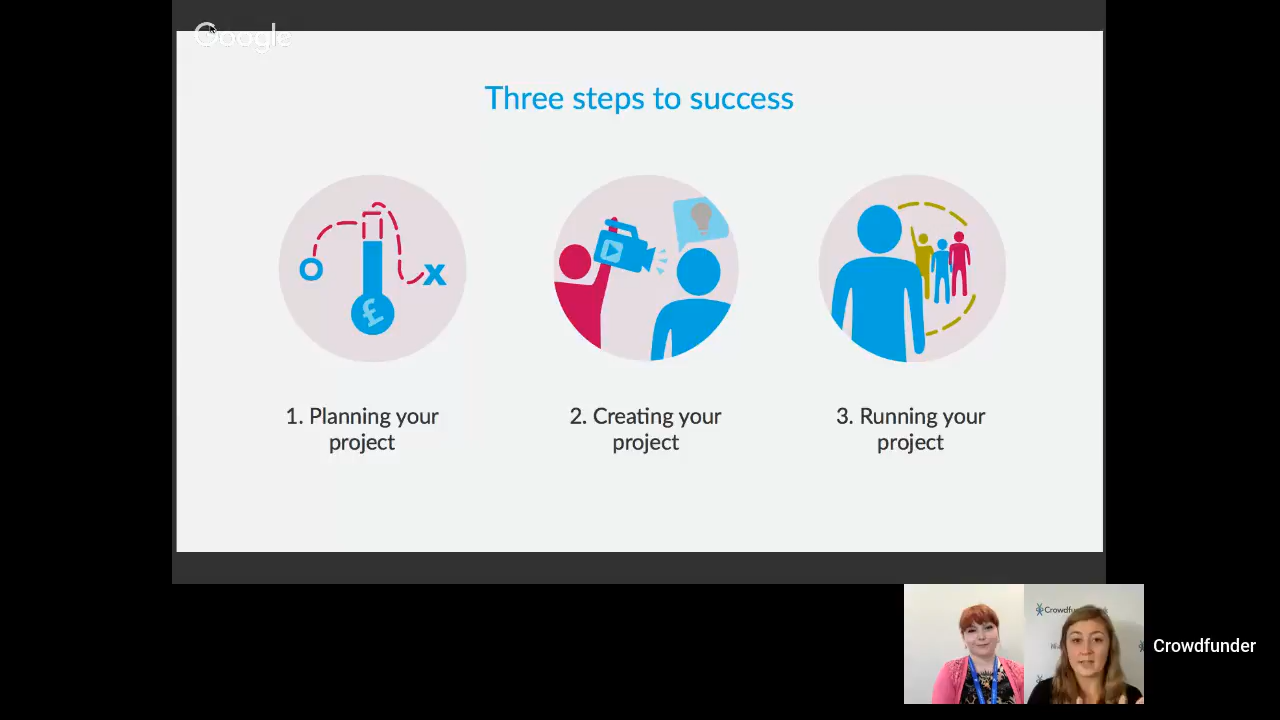 Google
Three steps to success
£
1. Planning your
project
2. Creating your
project
3. Running your
project
Crowdfunder